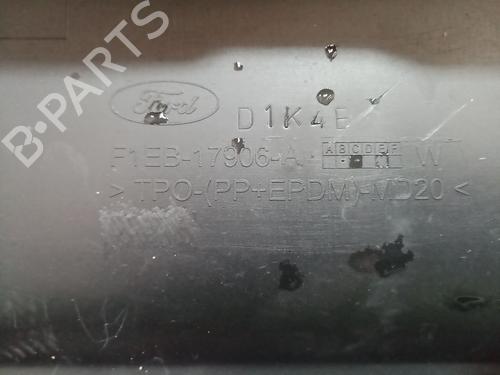 B-PARTS
Ford
D1K4B
F1EB-17906-A ABCDEF W
>TPO-(PP+EPDM)-MD20<